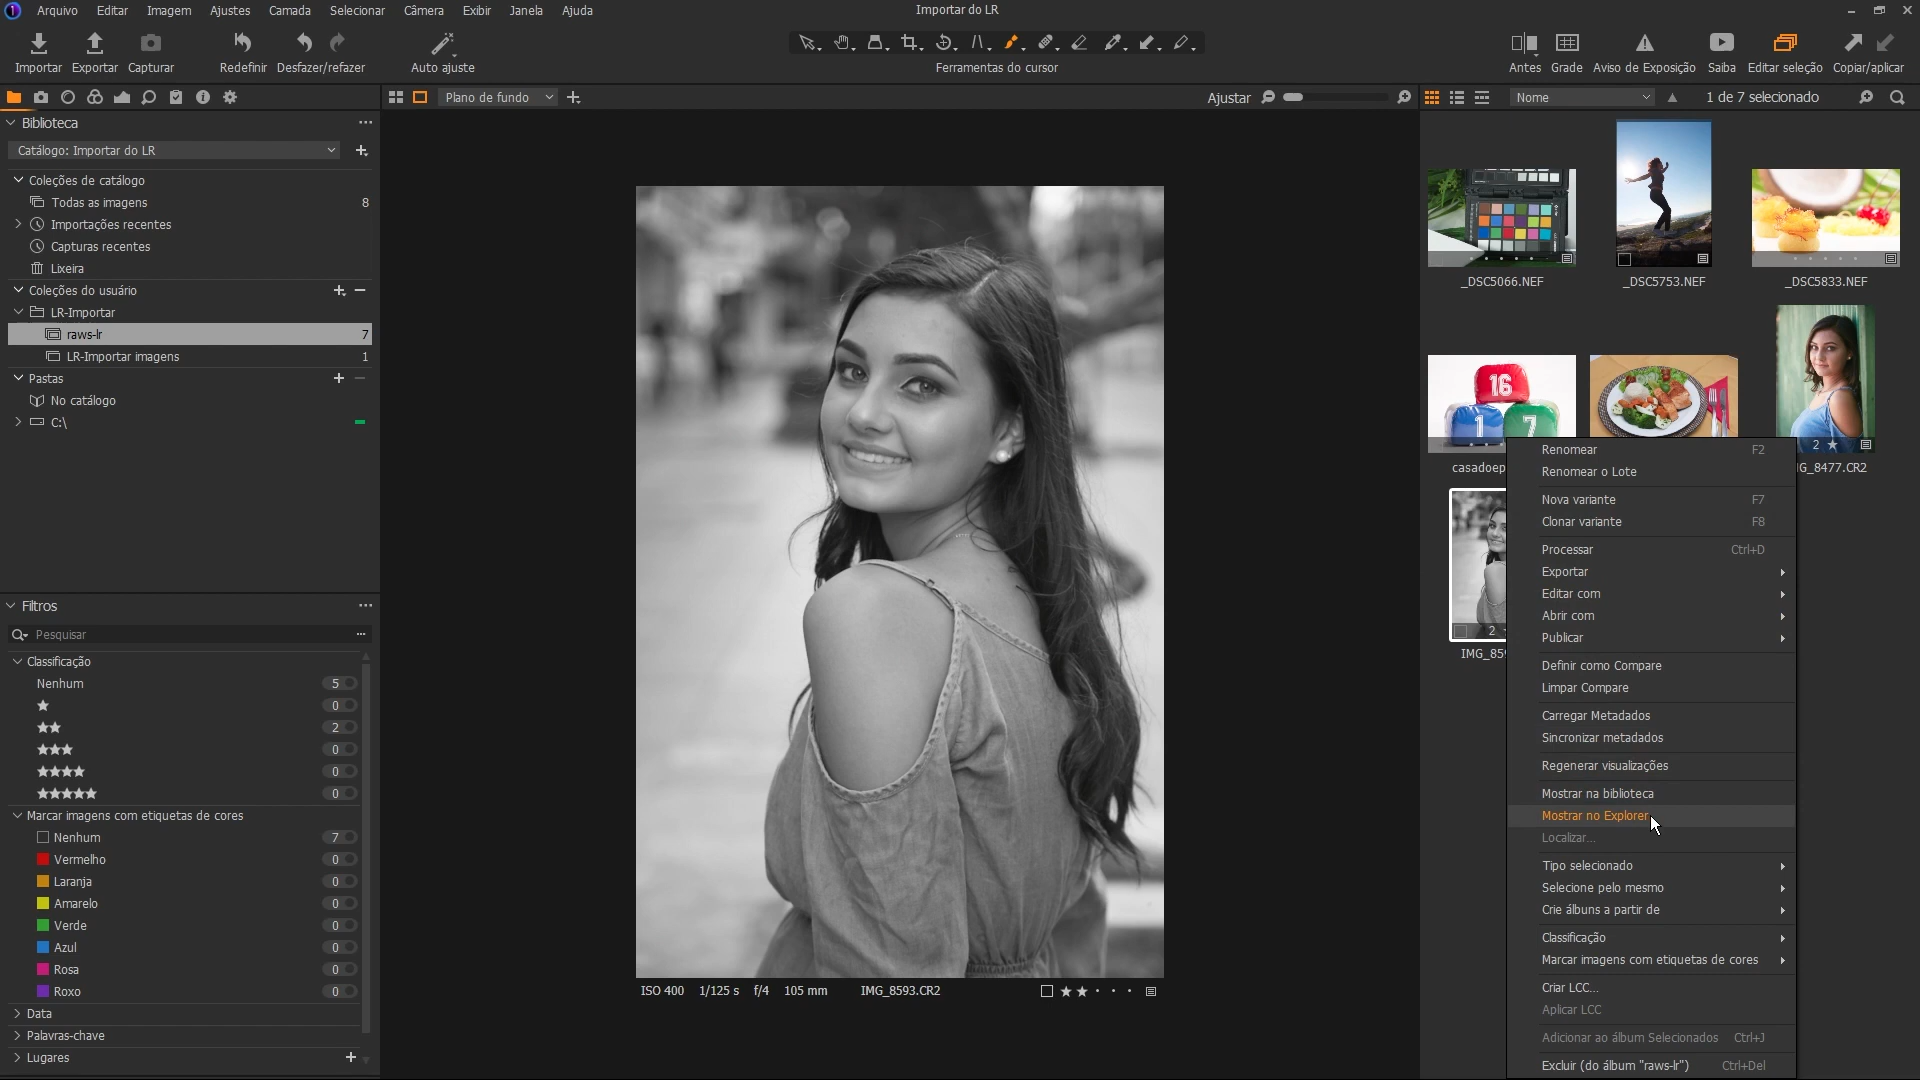 Arquivo Editar Imagem Ajustes Camada Selecionar Câmera Exibir Janela Ajuda
Importar do LR
Importar Exportar Capturar Redefinir Desfazer/refazer Auto ajuste
Ferramentas do cursor
Antes Grade Aviso de Exposição Saiba Editar seleção Copiar/aplicar
Biblioteca
Catálogo: Importar do LR
Coleções de catálogo
Todas as imagens 8
Importações recentes
Capturas recentes
Lixeira
Coleções do usuário
LR-Importar
raws-lr 7
LR-Importar imagens 1
Pastas
No catálogo
C:\
Filtros
Pesquisar
Classificação
Nenhum 5
0
2
0
0
0
Marcar imagens com etiquetas de cores
Nenhum 7
Vermelho 0
Laranja 0
Amarelo 0
Verde 0
Azul 0
Rosa 0
Roxo 0
Data
Palavras-chave
Lugares
Plano de fundo
Ajustar
ISO 400 1/125 s f/4 105 mm IMG_8593.CR2
Nome
1 de 7 selecionado
_DSC5066.NEF
_DSC5753.NEF
_DSC5833.NEF
16
1 7
casadoep
2
G_8477.CR2
2
IMG_859
Renomear F2
Renomear o Lote
Nova variante F7
Clonar variante F8
Processar Ctrl+D
Exportar
Editar com
Abrir com
Publicar
Definir como Compare
Limpar Compare
Carregar Metadados
Sincronizar metadados
Regenerar visualizações
Mostrar na biblioteca
Mostrar no Explorer
Localizar...
Tipo selecionado
Selecione pelo mesmo
Crie álbuns a partir de
Classificação
Marcar imagens com etiquetas de cores
Criar LCC...
Aplicar LCC
Adicionar ao álbum Selecionados Ctrl+J
Excluir (do álbum "raws-lr") Ctrl+Del